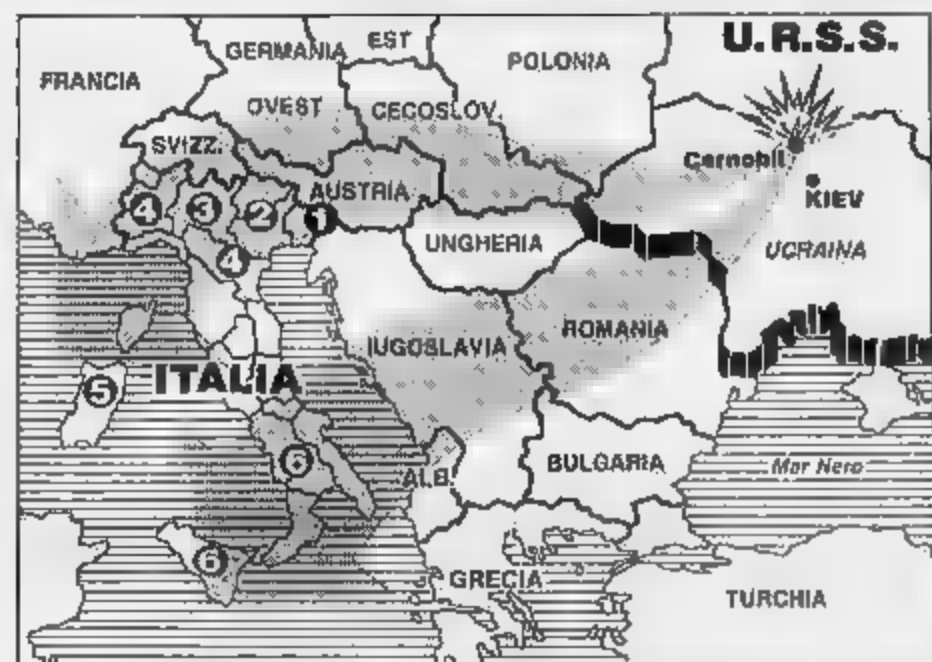 U.R.S.S.
EST
GERMANIA
POLONIA
FRANCIA
OVEST
CECOSLOV.
SVIZZ.
Cernobil
AUSTRIA
KIEV
4
3
2
1
UNGHERIA
UCRAINA
4
ROMANIA
IUGOSLAVIA
ITALIA
5
6
ALB.
BULGARIA
Mar Nero
6
GRECIA
TURCHIA